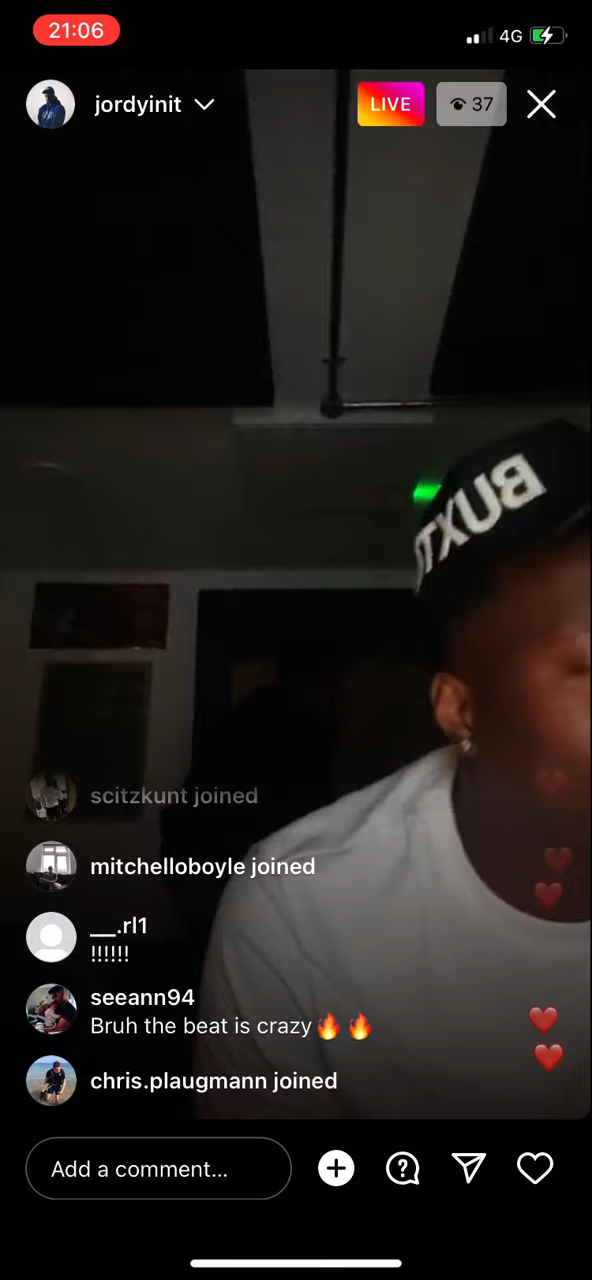 21:06
4G
jordyinit
LIVE
37
BUXT
scitzkunt joined
mitchelloboyle joined
__.rl1
!!!!!!
seeann94
Bruh the beat is crazy🔥🔥
chris.plaugmann joined
Add a comment...